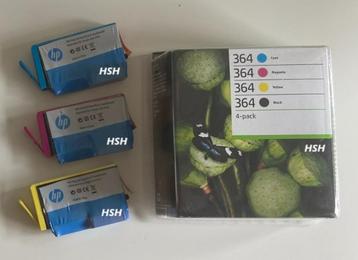 hp
HSH
hp
HSH
hp
HSH
364 Cyan
364 Magenta
364 Yellow
364 Black
4-pack
HSH